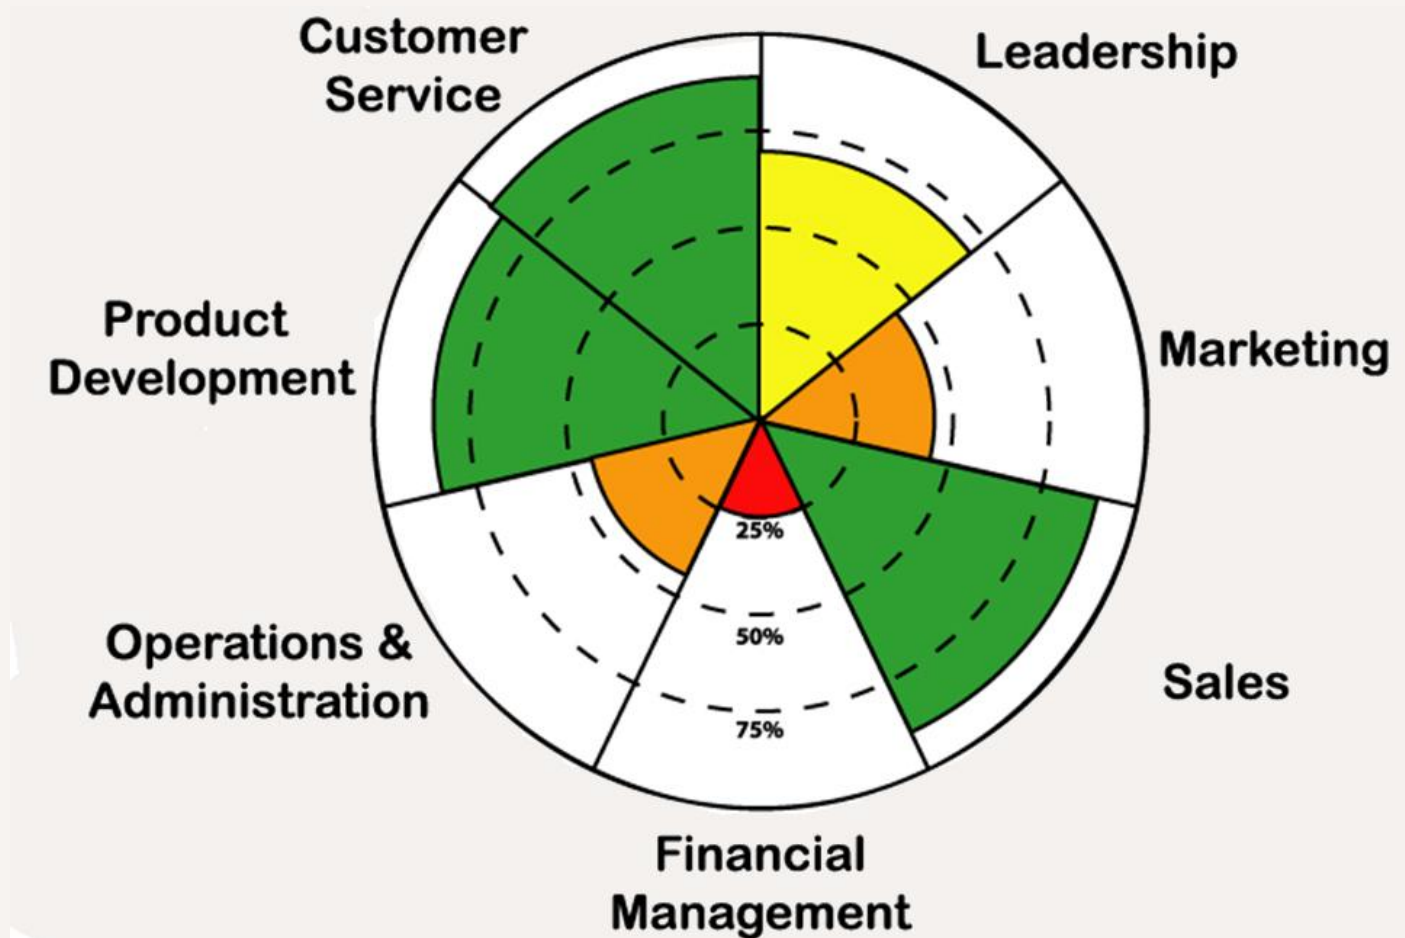 Customer
Service
Leadership
Product
Development
Marketing
25%
50%
75%
Operations &
Administration
Sales
Financial
Management